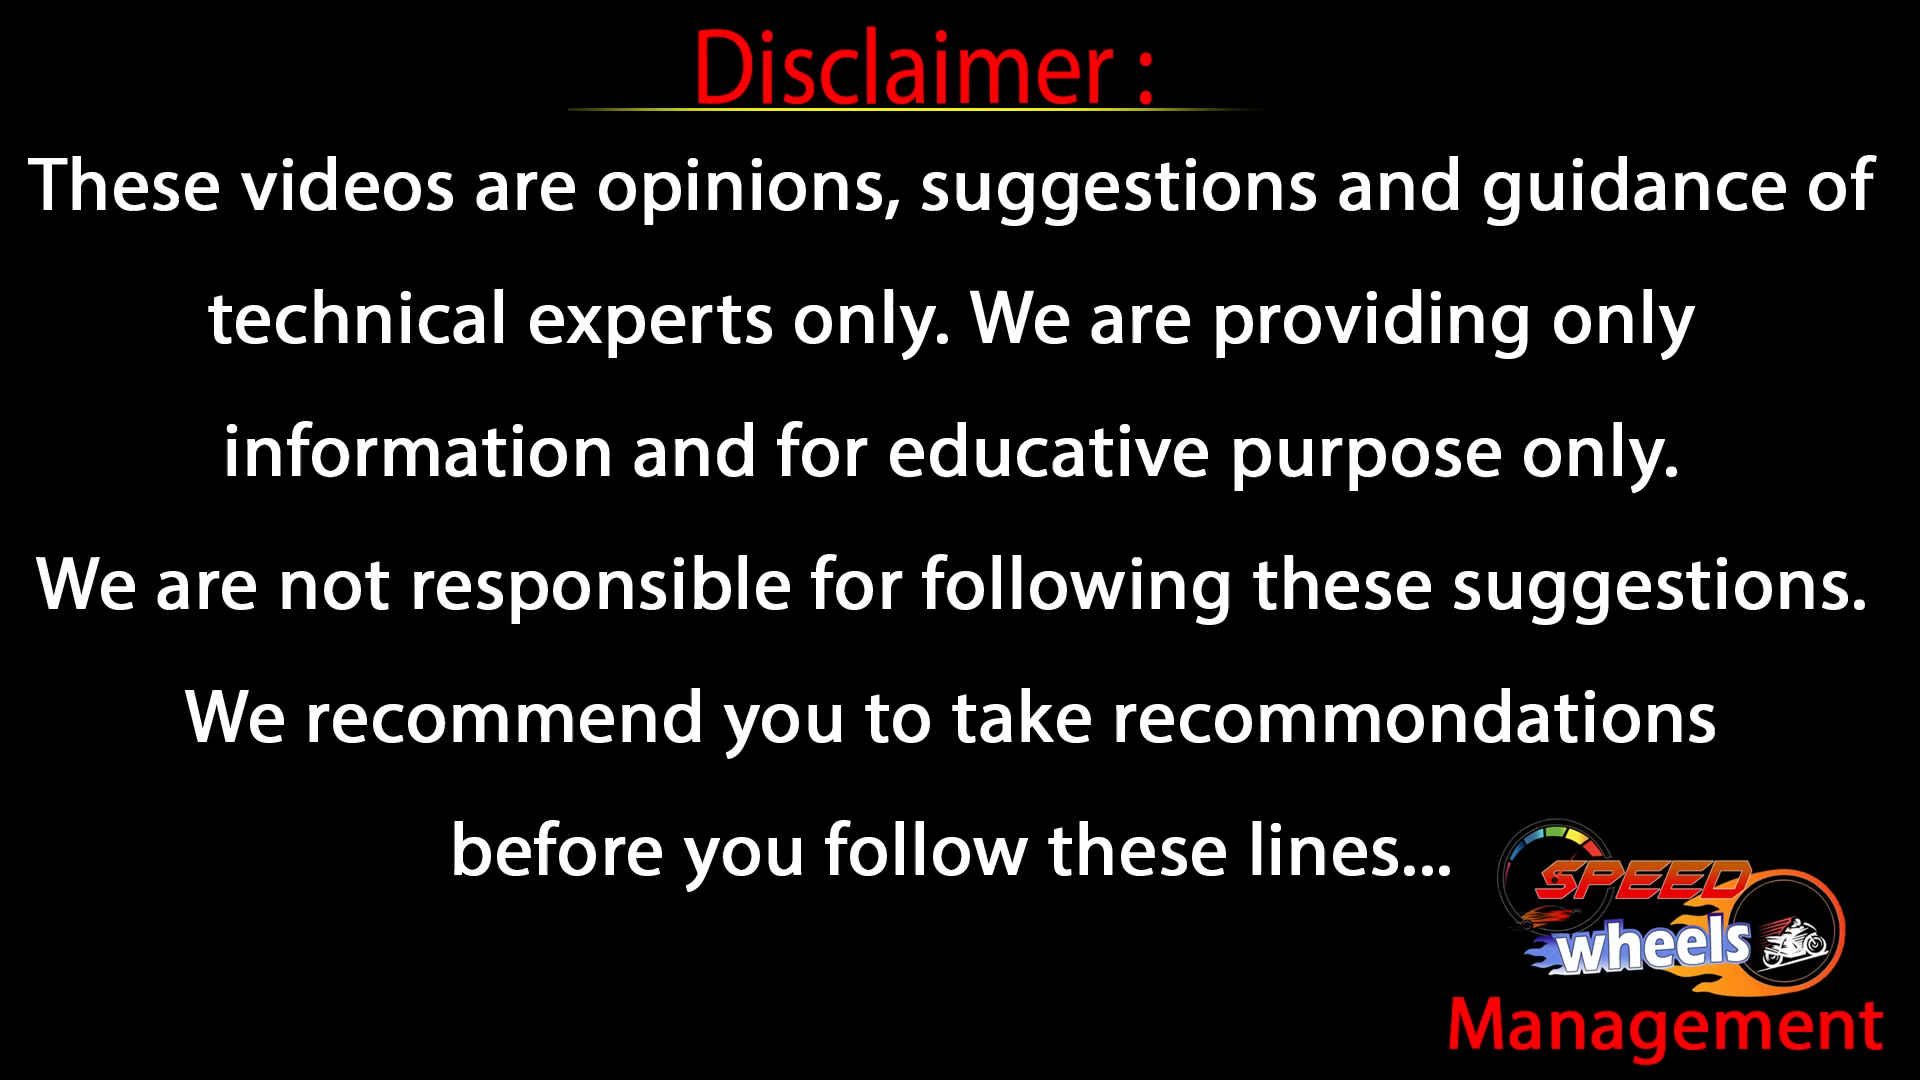 Disclaimer :
These videos are opinions, suggestions and guidance of
technical experts only. We are providing only
information and for educative purpose only.
We are not responsible for following these suggestions.
We recommend you to take recommondations
before you follow these lines...
SPEED
wheels
Management